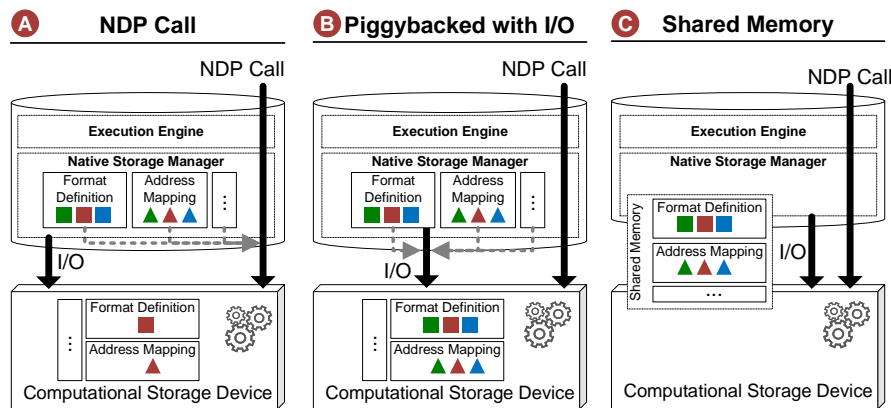 A NDP Call
NDP Call
Execution Engine
Native Storage Manager
Format
Definition
Address
Mapping
...
I/O
...
Format Definition
Address Mapping
Computational Storage Device
B Piggybacked with I/O
NDP Call
Execution Engine
Native Storage Manager
Format
Definition
Address
Mapping
...
I/O
...
Format Definition
Address Mapping
Computational Storage Device
C Shared Memory
NDP Call
Execution Engine
Native Storage Manager
Shared Memory
Format Definition
Address Mapping
...
I/O
Computational Storage Device